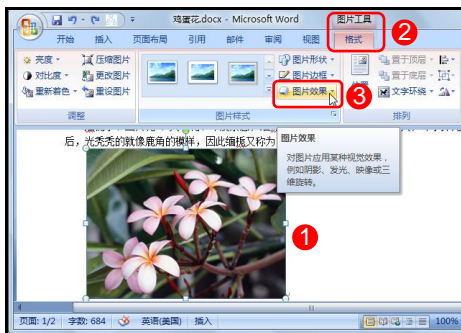 鸡蛋花.docx - Microsoft Word
图片工具
开始 插入 页面布局 引用 邮件 审阅 视图 格式
2
亮度 压缩图片 图片形状 置于顶层
对比度 更改图片 图片边框 置于底层
重新着色 重设图片 图片效果 文字环绕
3
调整 图片样式 排列
后，光秃秃的就像鹿角的模样，因此缅栀又称为
图片效果
对图片应用某种视觉效果，
例如阴影、发光、映像或三
维旋转。
1
页面: 1/2 字数: 684 英语(美国) 插入 100%